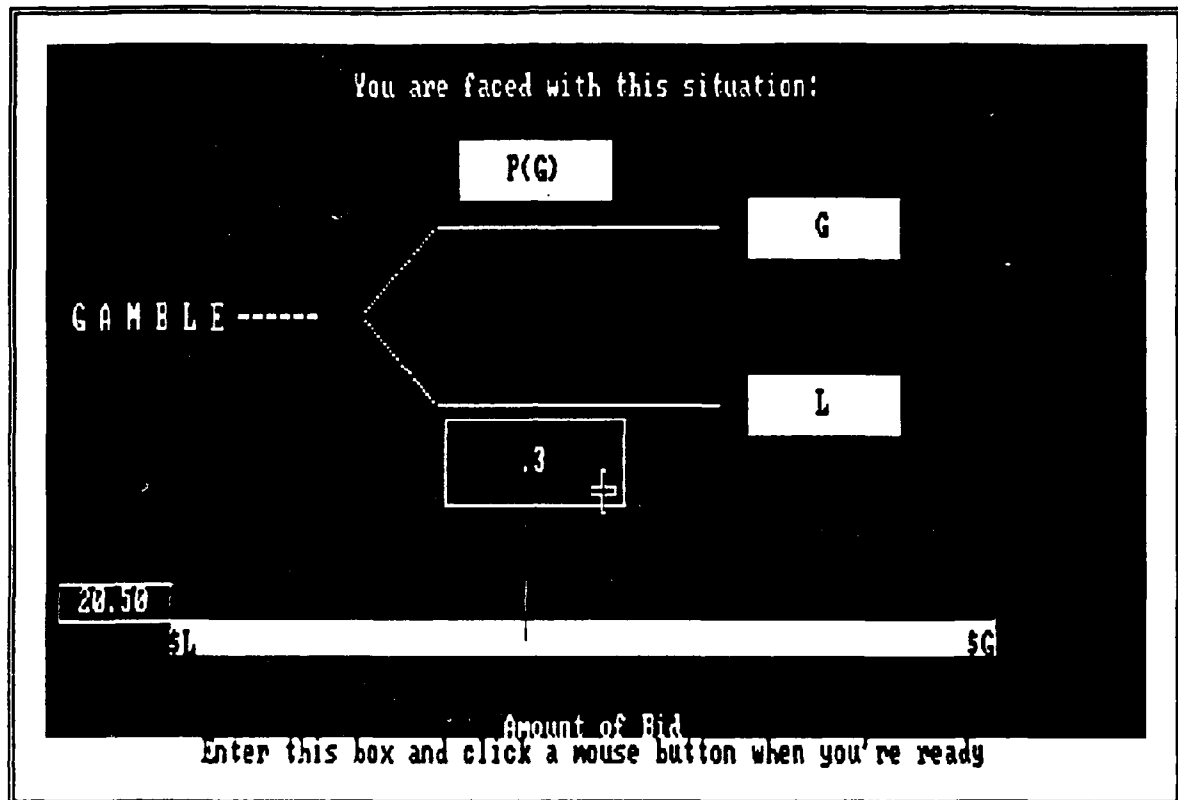 You are faced with this situation:
P(G)
G
G A M B L E ------
L
.3
20.50
$L $G
Amount of Bid
Enter this box and click a mouse button when you're ready